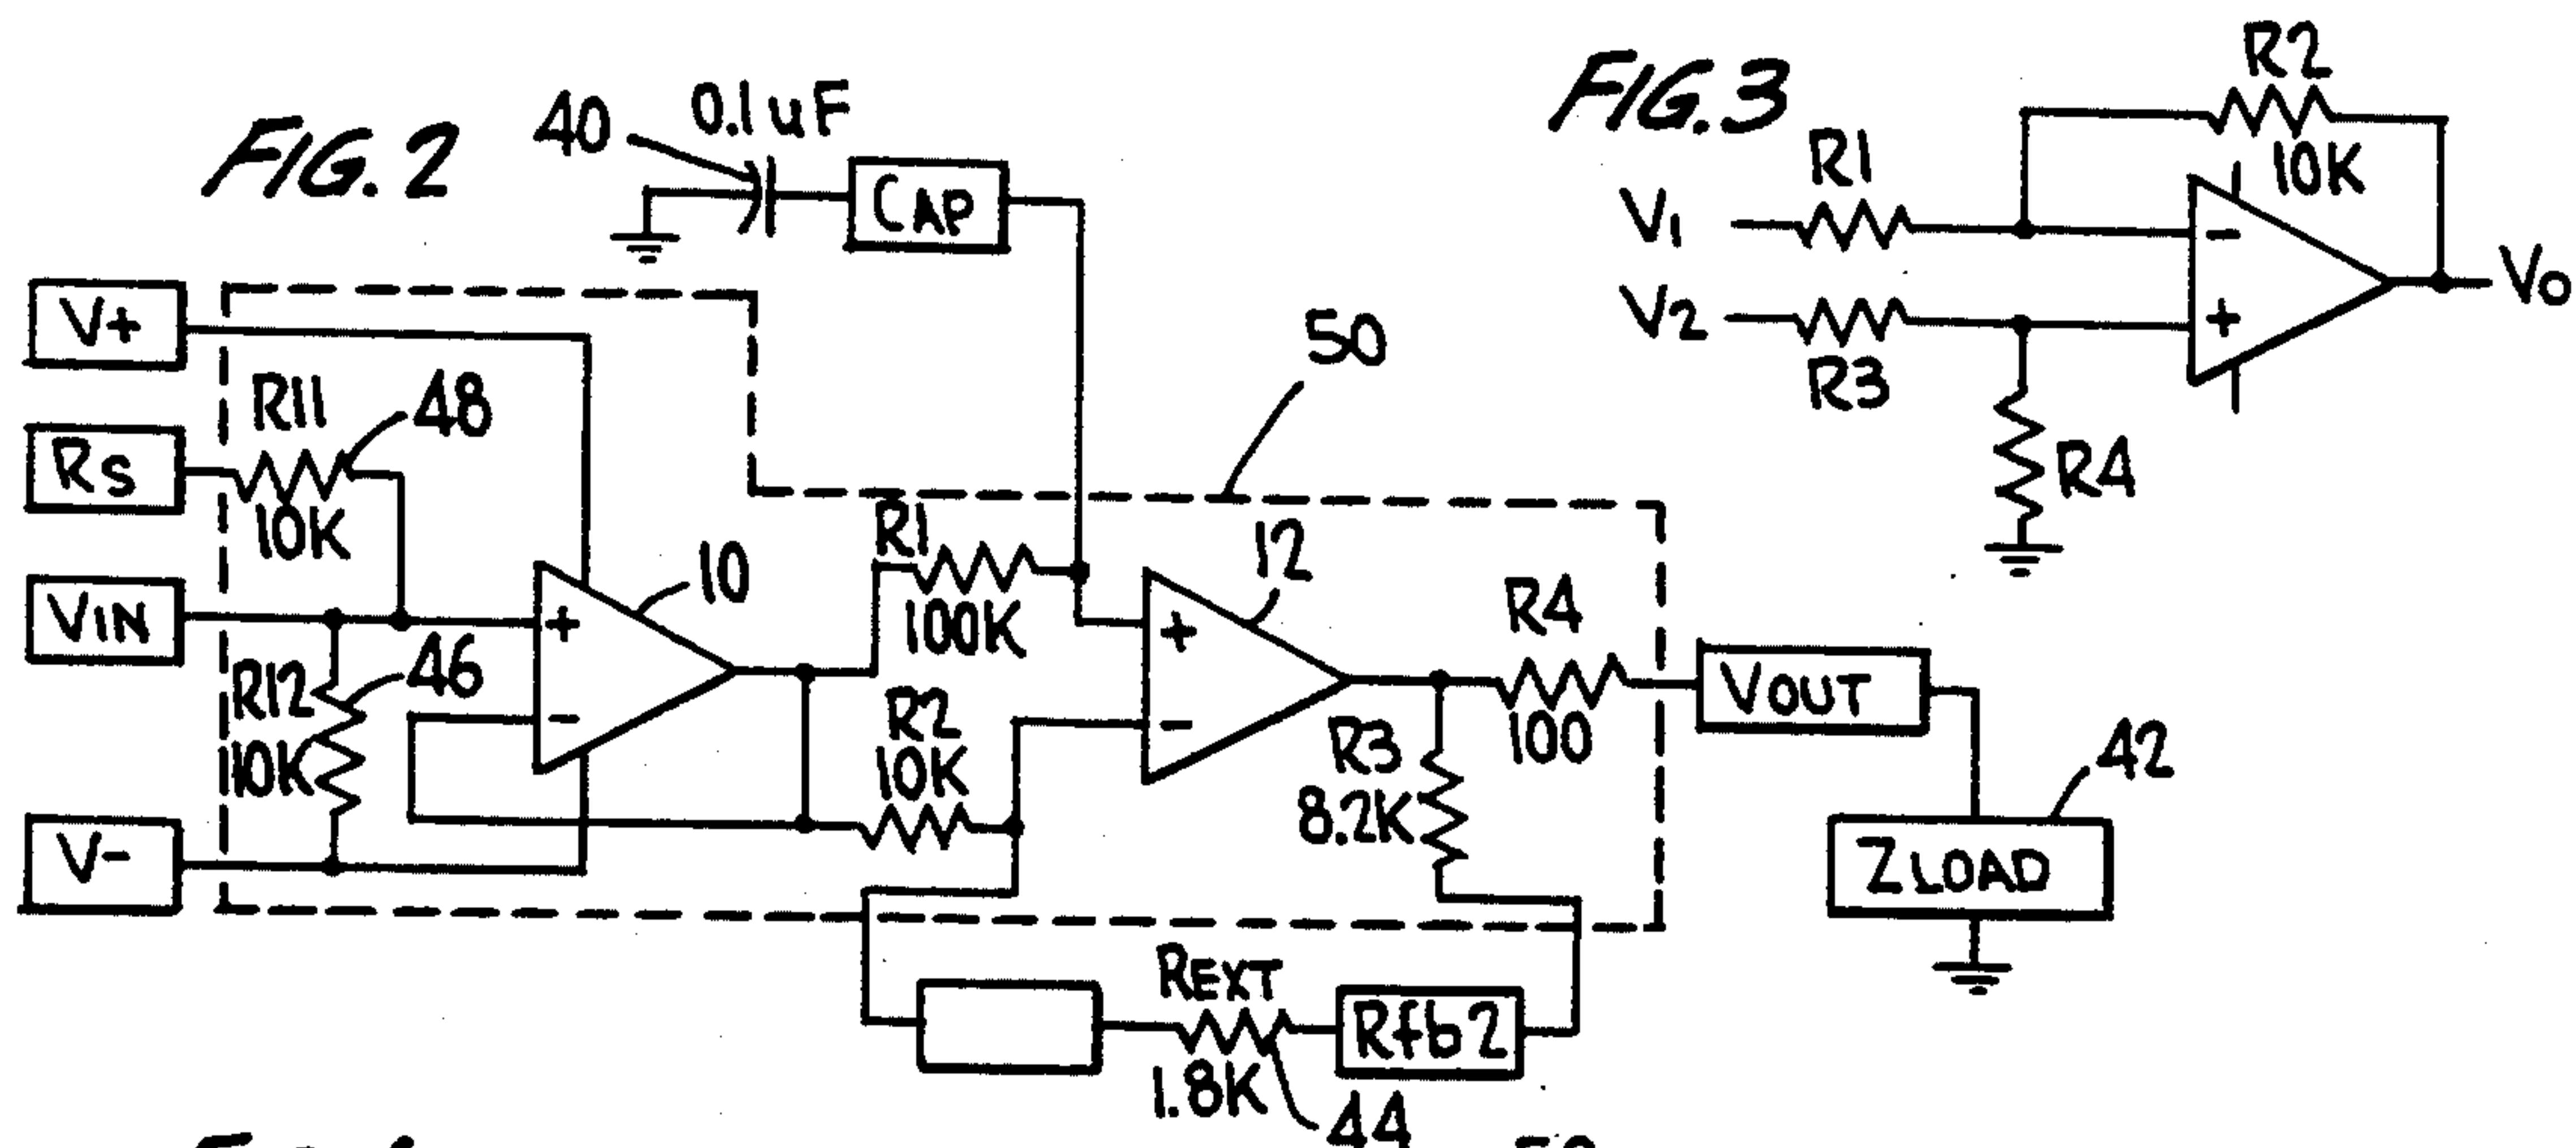 FIG. 2
40
0.1uF
CAP
V+
R11
48
RS
10K
VIN
10
R12
46
10K
V-
R1
100K
R2
10K
50
12
R4
100
R3
8.2K
VOUT
42
ZLOAD
REXT
1.8K
44
Rfb2
FIG. 3
R2
10K
R1
V1
V2
R3
R4
VO